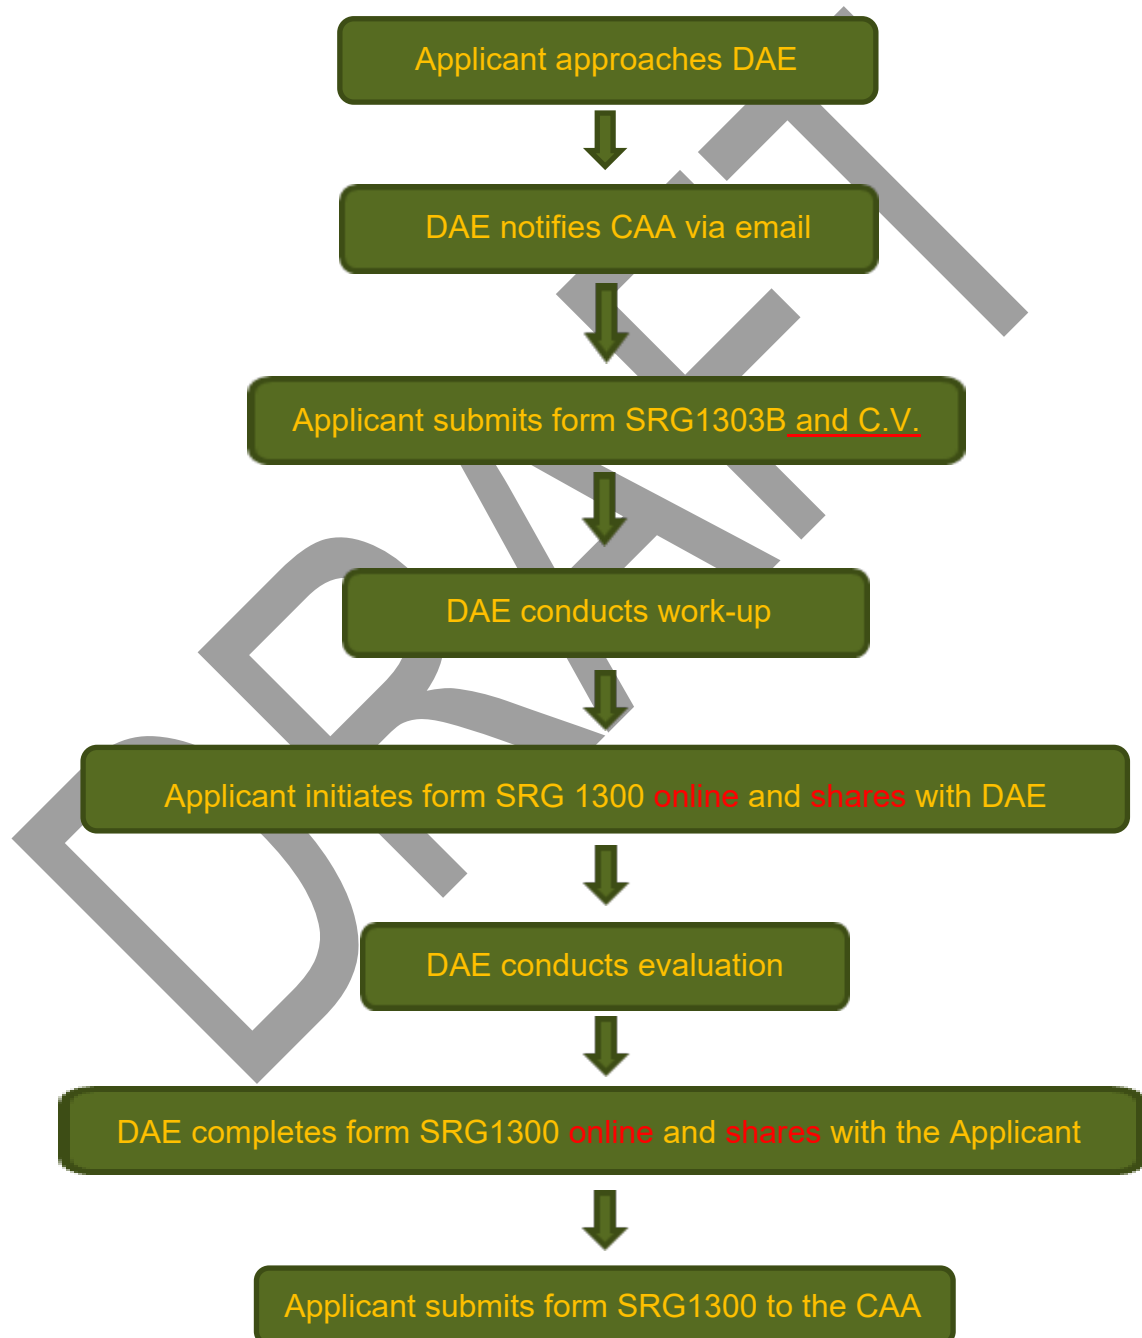 Applicant approaches DAE
DAE notifies CAA via email
Applicant submits form SRG1303B and C.V.
DAE conducts work-up
Applicant initiates form SRG 1300 online and shares with DAE
DAE conducts evaluation
DAE completes form SRG1300 online and shares with the Applicant
Applicant submits form SRG1300 to the CAA
DRAFT